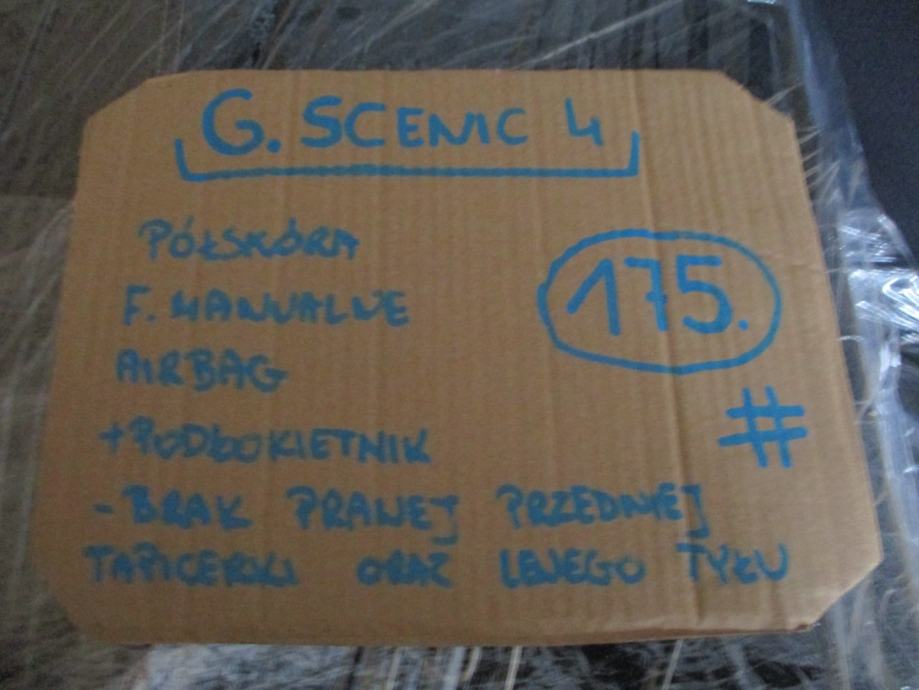 G. SCENIC 4
PÓŁSKÓRA
F. MANUALNE
175.
AIRBAG
#
+PODŁOKIETNIK
- BRAK PRAWEJ PRZEDNIEJ
TAPICERKI ORAZ LEWEGO TYŁU